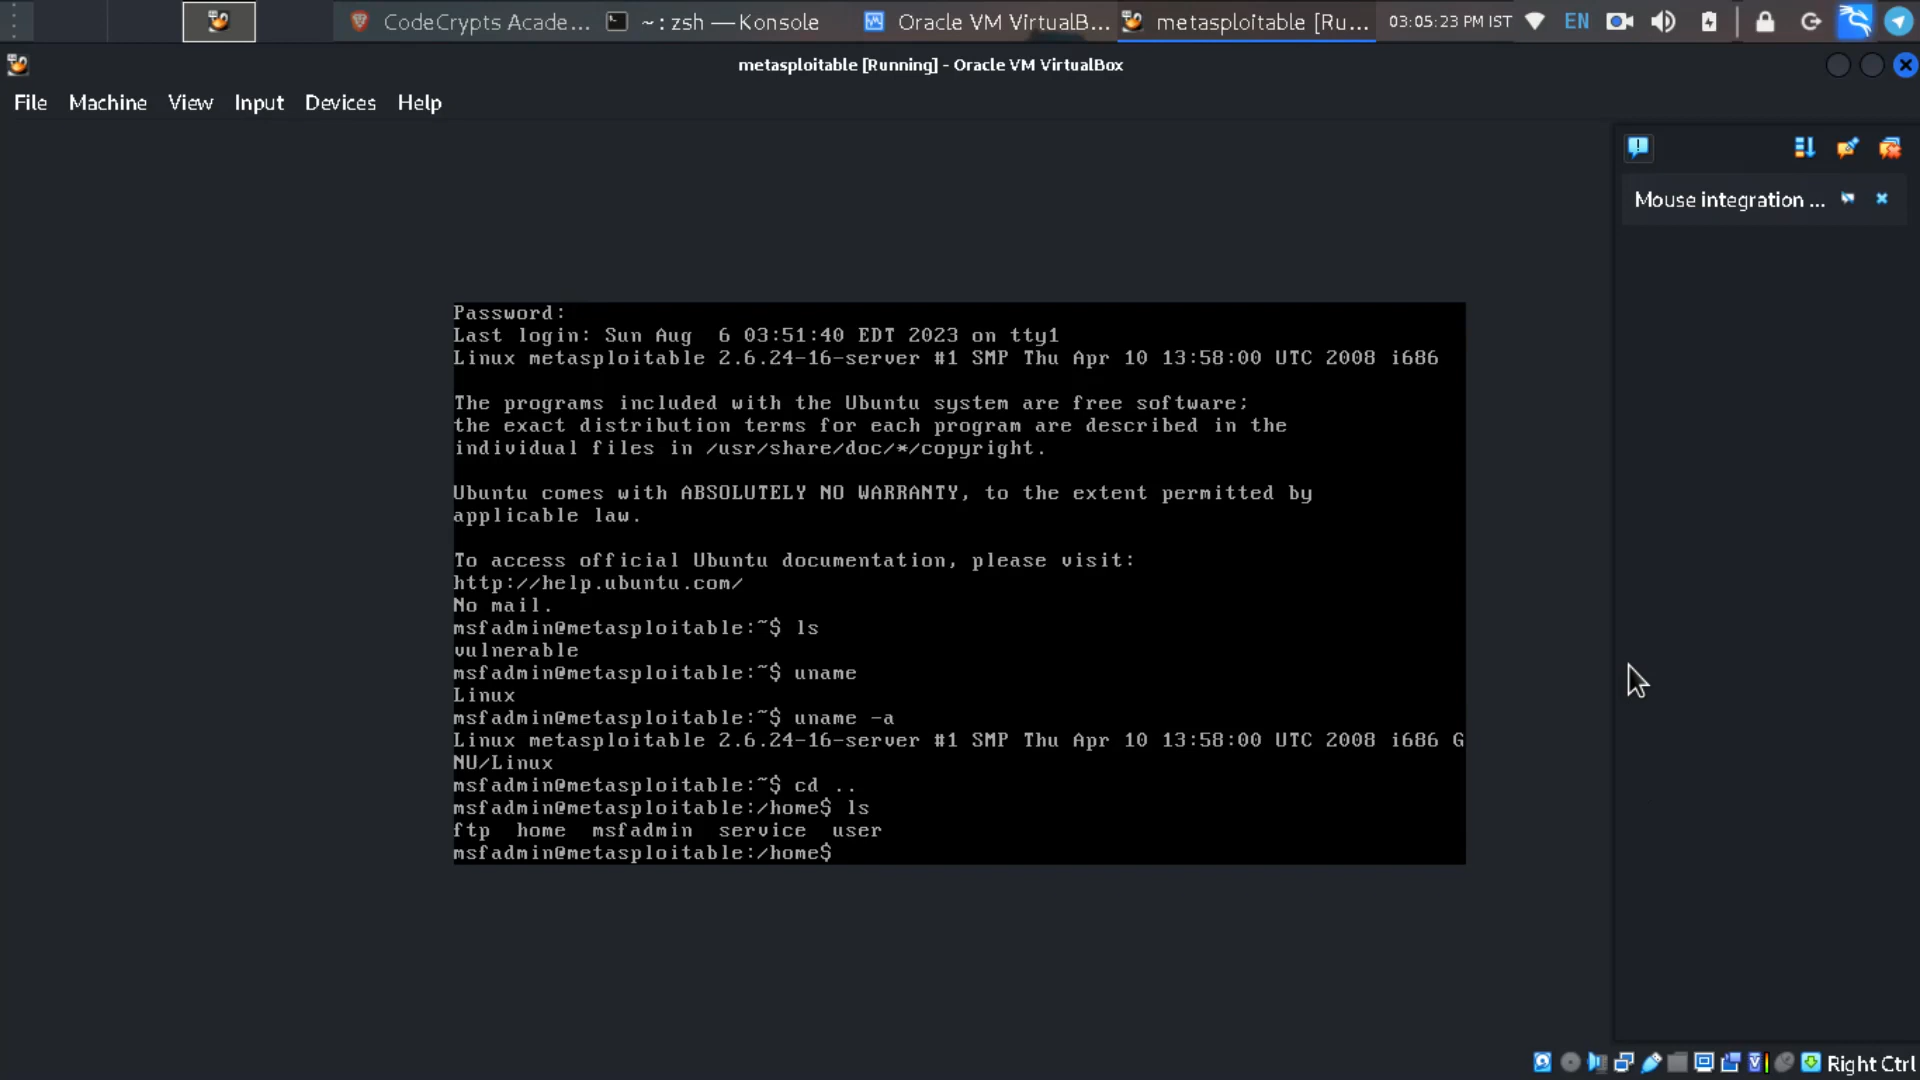 CodeCrypts Acade...
~ : zsh — Konsole
Oracle VM VirtualB...
metasploitable [Ru...
03:05:23 PM IST
EN
metasploitable [Running] - Oracle VM VirtualBox
File Machine View Input Devices Help
Mouse integration ...
Password:
Last login: Sun Aug  6 03:51:40 EDT 2023 on tty1
Linux metasploitable 2.6.24-16-server #1 SMP Thu Apr 10 13:58:00 UTC 2008 i686
The programs included with the Ubuntu system are free software;
the exact distribution terms for each program are described in the
individual files in /usr/share/doc/*/copyright.
Ubuntu comes with ABSOLUTELY NO WARRANTY, to the extent permitted by
applicable law.
To access official Ubuntu documentation, please visit:
http://help.ubuntu.com/
No mail.
msfadmin@metasploitable:~$ ls
vulnerable
msfadmin@metasploitable:~$ uname
Linux
msfadmin@metasploitable:~$ uname -a
Linux metasploitable 2.6.24-16-server #1 SMP Thu Apr 10 13:58:00 UTC 2008 i686 G
NU/Linux
msfadmin@metasploitable:~$ cd ..
msfadmin@metasploitable:/home$ ls
ftp  home  msfadmin  service  user
msfadmin@metasploitable:/home$
Right Ctrl